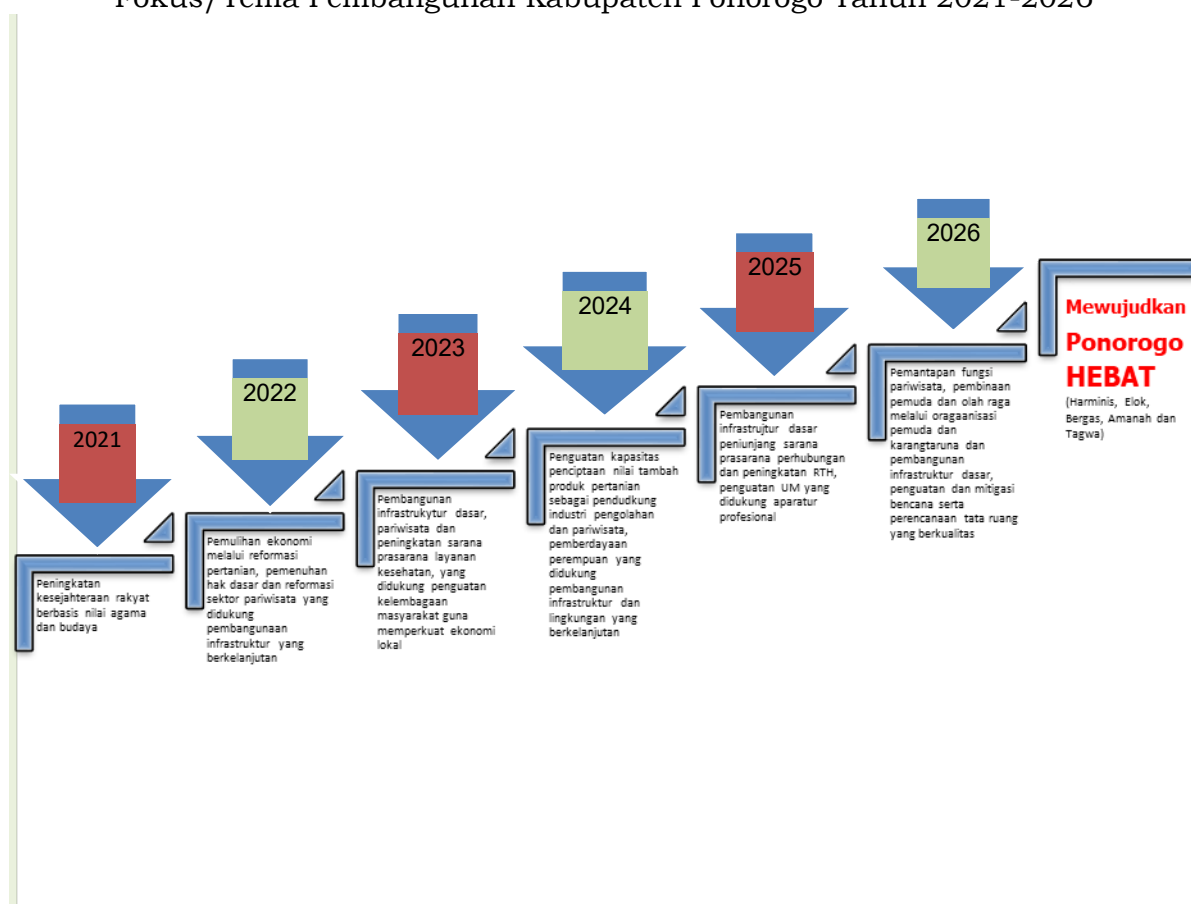 Fokus/Tema Pembangunan Kabupaten Ponorogo Tahun 2021-2026
2021
Peningkatan
kesejahteraan rakyat
berbasis nilai agama
dan budaya
2022
Pemulihan ekonomi
melalui reformasi
pertanian, pemenuhan
hak dasar dan reformasi
sektor pariwisata yang
didukung
pembangunaan
infrastruktur yang
berkelanjutan
2023
Pembangunan
infrastrukytur dasar,
pariwisata dan
peningkatan sarana
prasarana layanan
kesehatan, yang
didukung penguatan
kelembagaan
masyarakat guna
memperkuat ekonomi
lokal
2024
Penguatan kapasitas
penciptaan nilai tambah
produk pertanian
sebagai pendudkung
industri pengolahan
dan pariwisata,
pemberdayaan
perempuan yang
didukung
pembangunan
infrastruktur dan
lingkungan yang
berkelanjutan
2025
Pembangunan
infrastrujtur dasar
peniunjang sarana
prasarana perhubungan
dan peningkatan RTH,
penguatan UM yang
didukung aparatur
profesional
2026
Pemantapan fungsi
pariwisata, pembinaan
pemuda dan olah raga
melalui oragaanisasi
pemuda dan
karangtaruna dan
pembangunan
infrastruktur dasar,
penguatan dan mitigasi
bencana serta
perencanaan tata ruang
yang berkualitas
Mewujudkan
Ponorogo
HEBAT
(Harminis, Elok,
Bergas, Amanah dan
Tagwa)